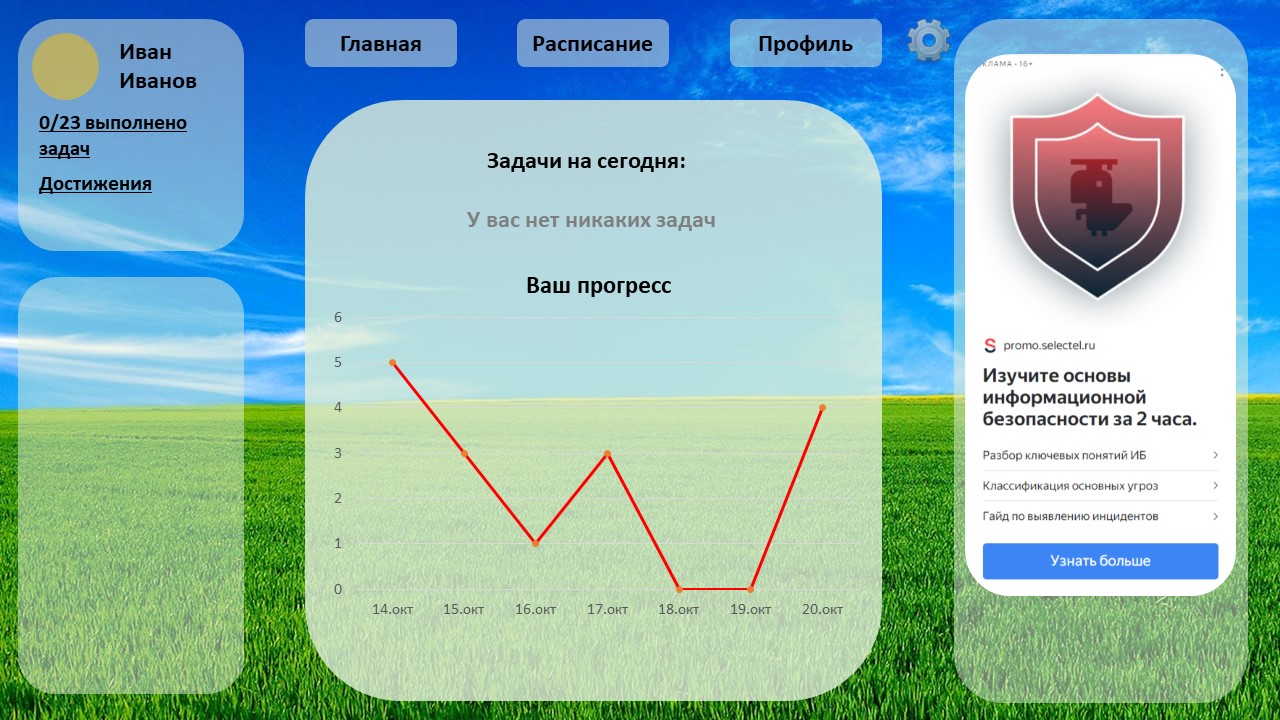 Иван
Иванов
0/23 выполнено
задач
Достижения
Главная
Расписание
Профиль
Задачи на сегодня:
У вас нет никаких задач
Ваш прогресс
6
5
4
3
2
1
0
14.окт
15.окт
16.окт
17.окт
18.окт
19.окт
20.окт
КЛАМА • 16+
promo.selectel.ru
Изучите основы
информационной
безопасности за 2 часа.
Разбор ключевых понятий ИБ
Классификация основных угроз
Гайд по выявлению инцидентов
Узнать больше